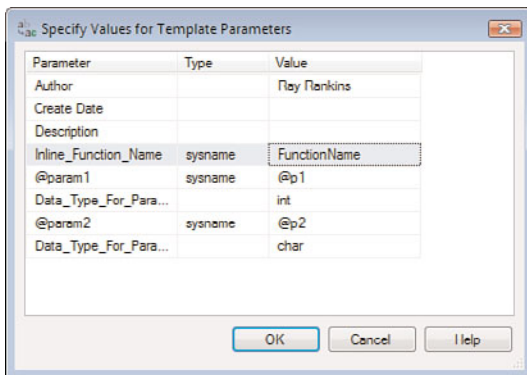 Specify Values for Template Parameters
Parameter Type Value
Author Ray Rankins
Create Date
Description
Inline_Function_Name sysname FunctionName
@param1 sysname @p1
Data_Type_For_Para... int
@param2 sysname @p2
Data_Type_For_Para... char
OK Cancel Help